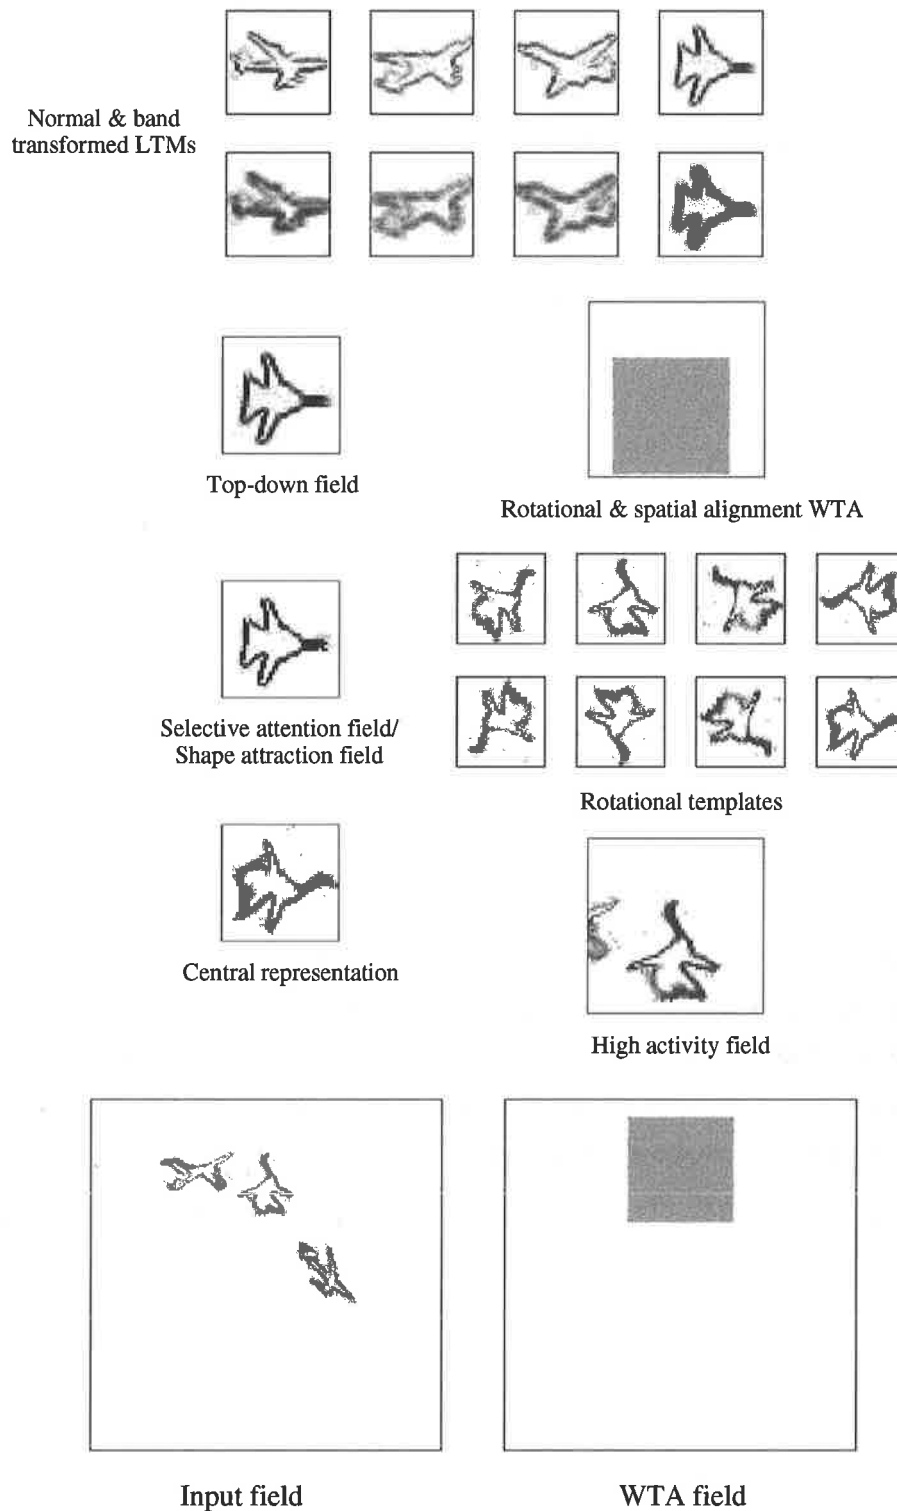 Normal & band
transformed LTMs
Top-down field
Rotational & spatial alignment WTA
Selective attention field/
Shape attraction field
Rotational templates
Central representation
High activity field
Input field
WTA field